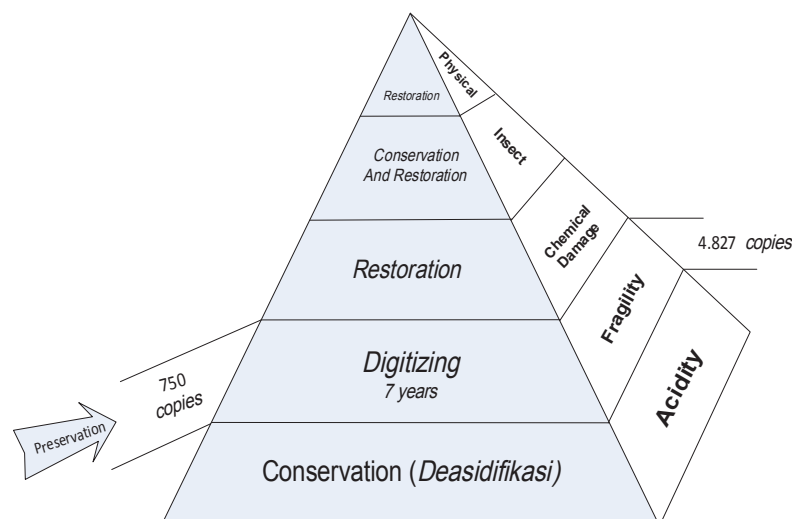 Restoration
Physical
Conservation
And Restoration
Insect
Restoration
Chemical
Damage
4.827 copies
Digitizing
7 years
Fragility
750
copies
Preservation
Conservation (Deasidifikasi)
Acidity